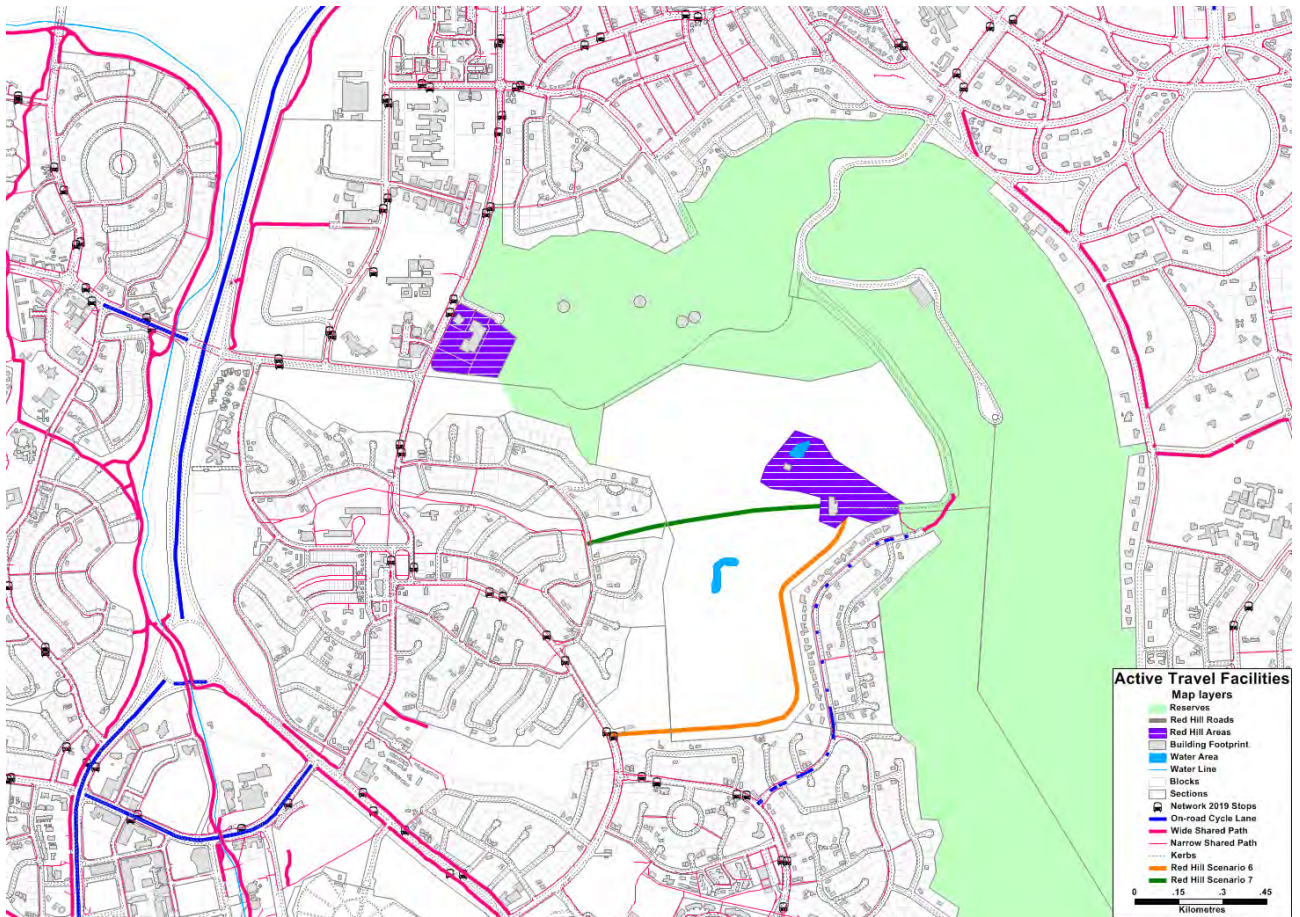 Active Travel Facilities
Map layers
Reserves
Red Hill Roads
Red Hill Areas
Building Footprint
Water Area
Water Line
Blocks
Sections
Network 2019 Stops
On-road Cycle Lane
Wide Shared Path
Narrow Shared Path
Kerbs
Red Hill Scenario 6
Red Hill Scenario 7
0 .15 .3 .45
Kilometres